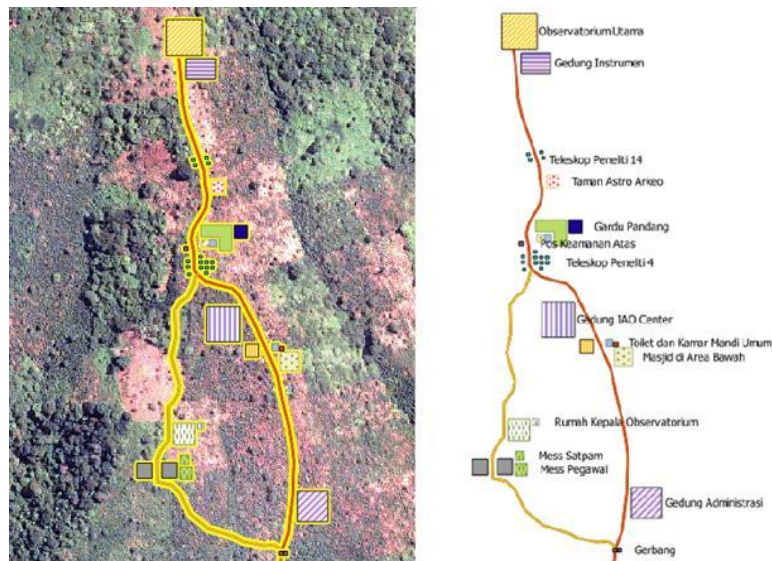 Observatorium Utama
Gedung Instrumen
Teleskop Peneliti 14
Taman Astro Arkeo
Gardu Pandang
Pos Keamanan Atas
Teleskop Peneliti 4
Gedung IAO Center
Toilet dan Kamar Mandi Umum
Masjid di Area Bawah
Rumah Kepala Observatorium
Mess Satpam
Mess Pegawai
Gedung Administrasi
Gerbang